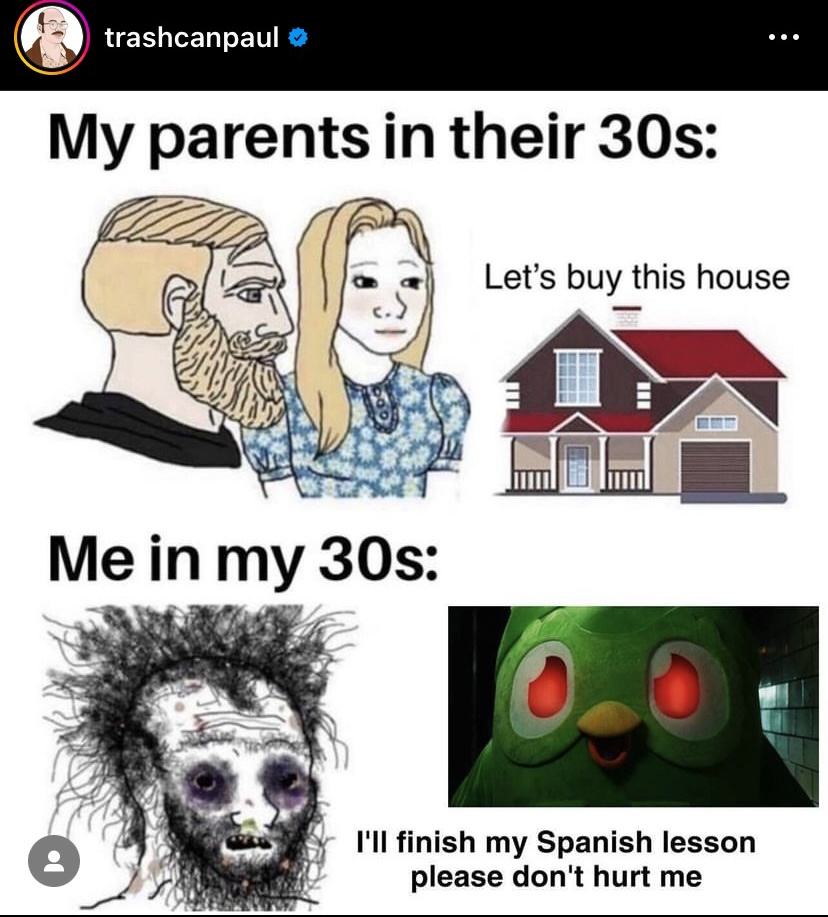 trashcanpaul
My parents in their 30s:
Let’s buy this house
Me in my 30s:
I'll finish my Spanish lesson
please don't hurt me